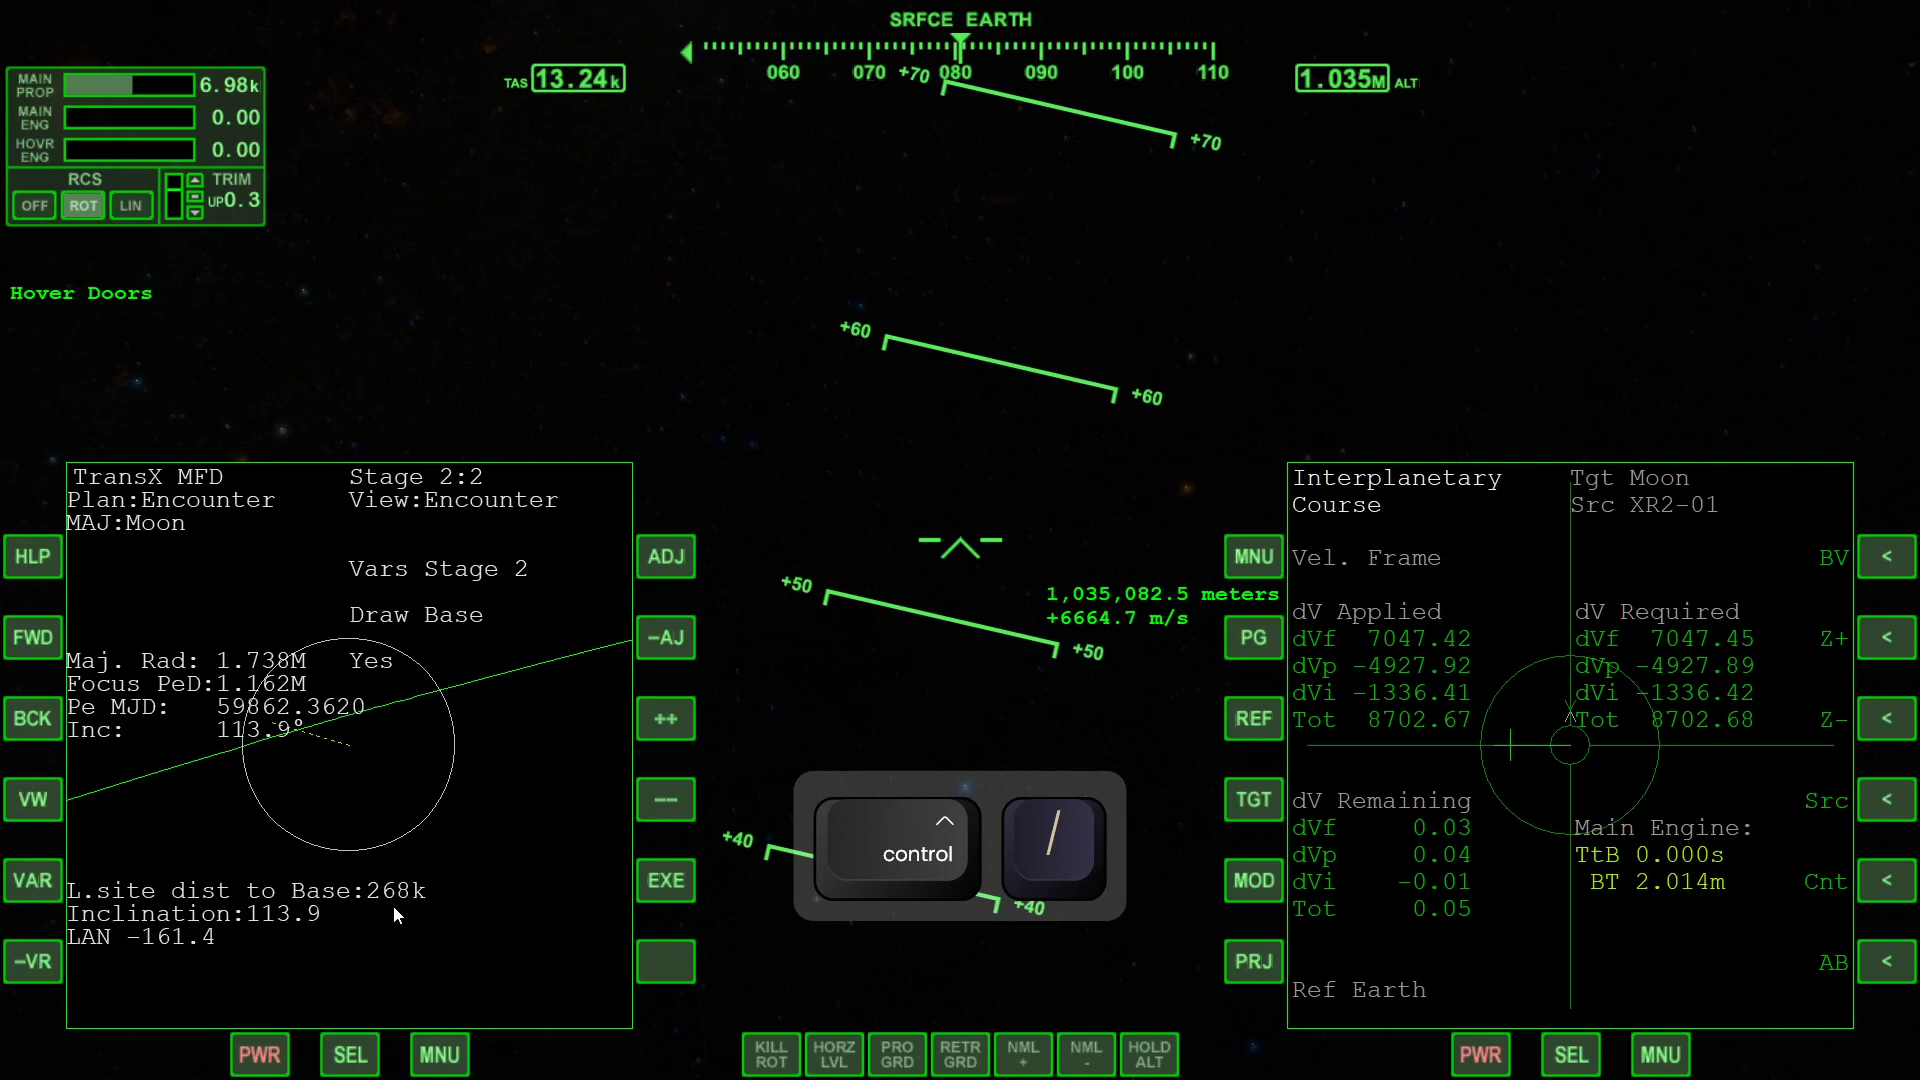 SRFCE EARTH
060 070 080 090 100 110
TAS 13.24k
1.035M ALT
MAIN PROP 6.98k
MAIN ENG 0.00
HOVR ENG 0.00
RCS
TRIM
OFF ROT LIN
UP 0.3
+70 +70
Hover Doors
+60 +60
+50 +50
1,035,082.5 meters
+6664.7 m/s
+40 +40
^
control
/
TransX MFD Stage 2:2
Plan:Encounter View:Encounter
MAJ:Moon
Vars Stage 2
Draw Base
Maj. Rad: 1.738M Yes
Focus PeD:1.162M
Pe MJD: 59862.3620
Inc: 113.9°
L.site dist to Base:268k
Inclination:113.9
LAN -161.4
HLP
FWD
BCK
VW
VAR
-VR
ADJ
-AJ
++
--
EXE
PWR SEL MNU
KILL ROT
HORZ LVL
PRO GRD
RETR GRD
NML +
NML -
HOLD ALT
MNU
PG
REF
TGT
MOD
PRJ
Interplanetary Tgt Moon
Course Src XR2-01
Vel. Frame BV <
dV Applied dV Required
dVf 7047.42 dVf 7047.45 Z+ <
dVp -4927.92 dVp -4927.89
dVi -1336.41 dVi -1336.42
Tot 8702.67 Tot 8702.68 Z- <
dV Remaining Src <
dVf 0.03 Main Engine:
dVp 0.04 TtB 0.000s
dVi -0.01 BT 2.014m Cnt <
Tot 0.05
AB <
Ref Earth
PWR SEL MNU